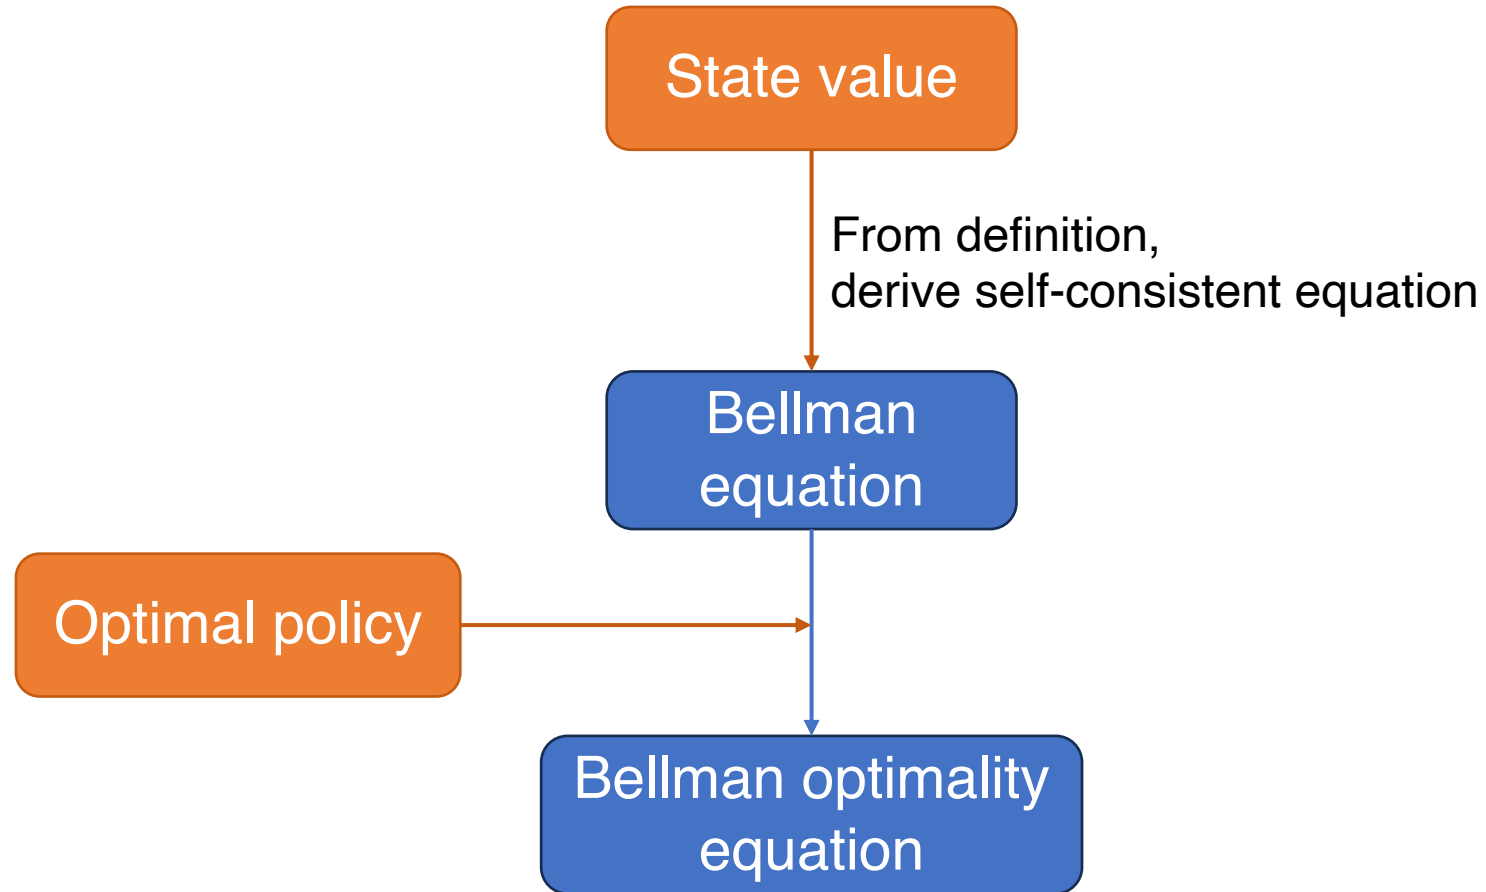 State value
From definition,
derive self-consistent equation
Bellman
equation
Optimal policy
Bellman optimality
equation